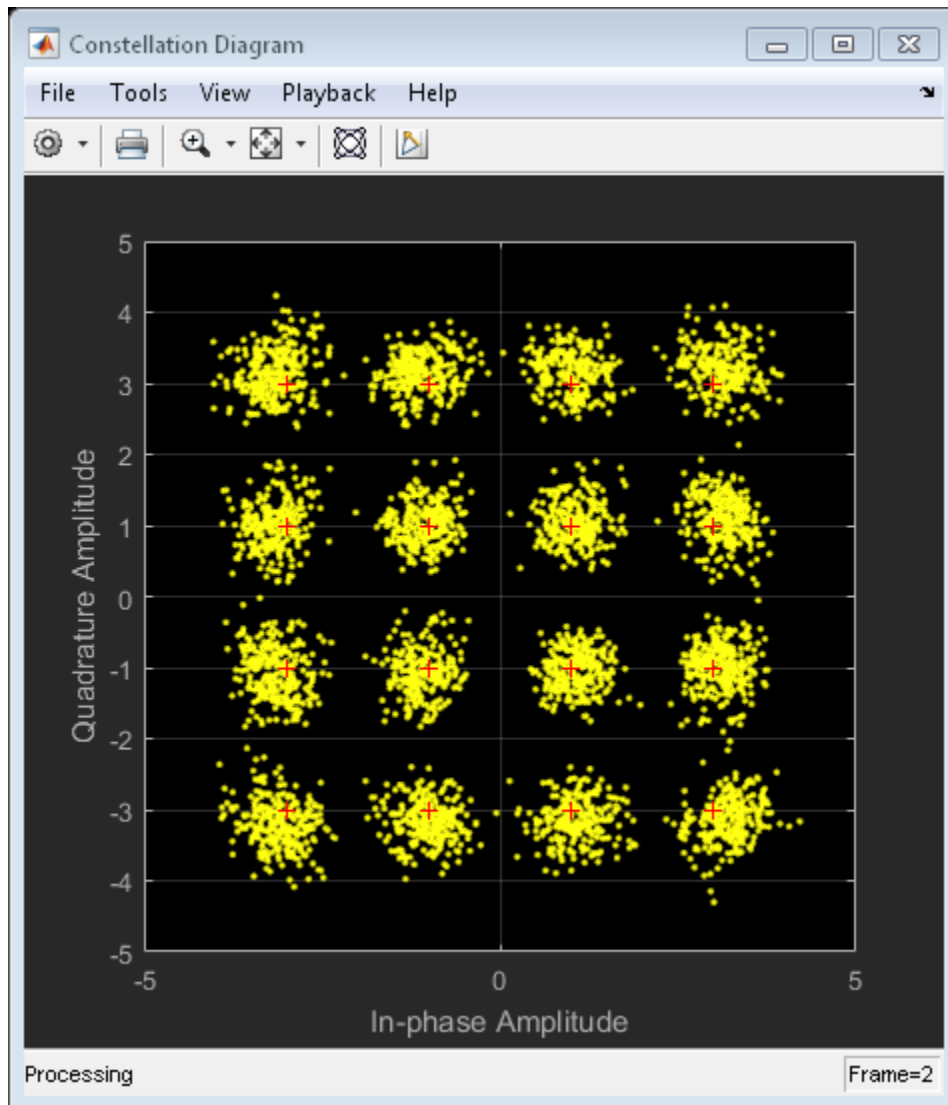 Constellation Diagram
File Tools View Playback Help
5
4
3
2
1
0
-1
-2
-3
-4
-5
Quadrature Amplitude
-5 0 5
In-phase Amplitude
Processing Frame=2